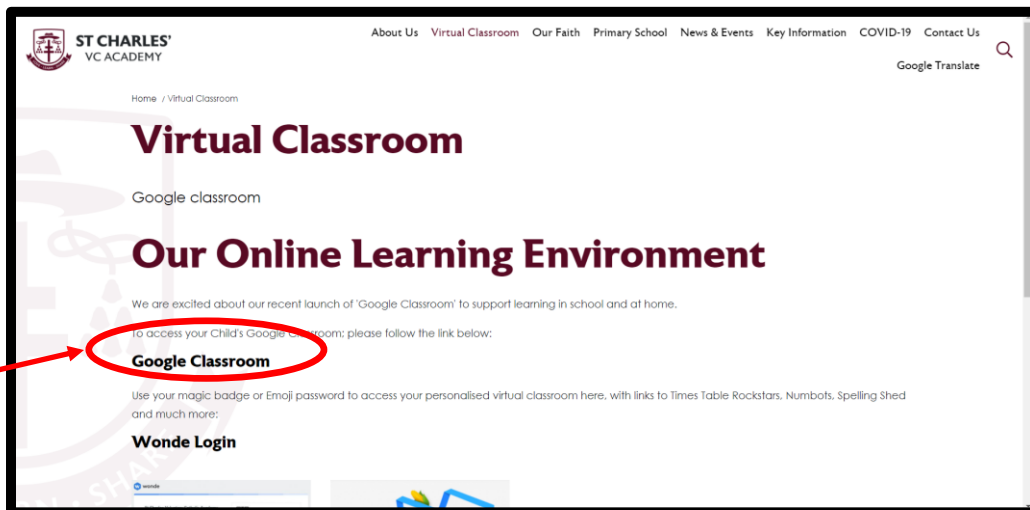 ST CHARLES'
VC ACADEMY
About Us Virtual Classroom Our Faith Primary School News & Events Key Information COVID-19 Contact Us
Google Translate
Home / Virtual Classroom
Virtual Classroom
Google classroom
Our Online Learning Environment
We are excited about our recent launch of 'Google Classroom' to support learning in school and at home.
To access your Child's Google Classroom; please follow the link below:
Google Classroom
Use your magic badge or Emoji password to access your personalised virtual classroom here, with links to Times Table Rockstars, Numbots, Spelling Shed
and much more:
Wonde Login
wonde